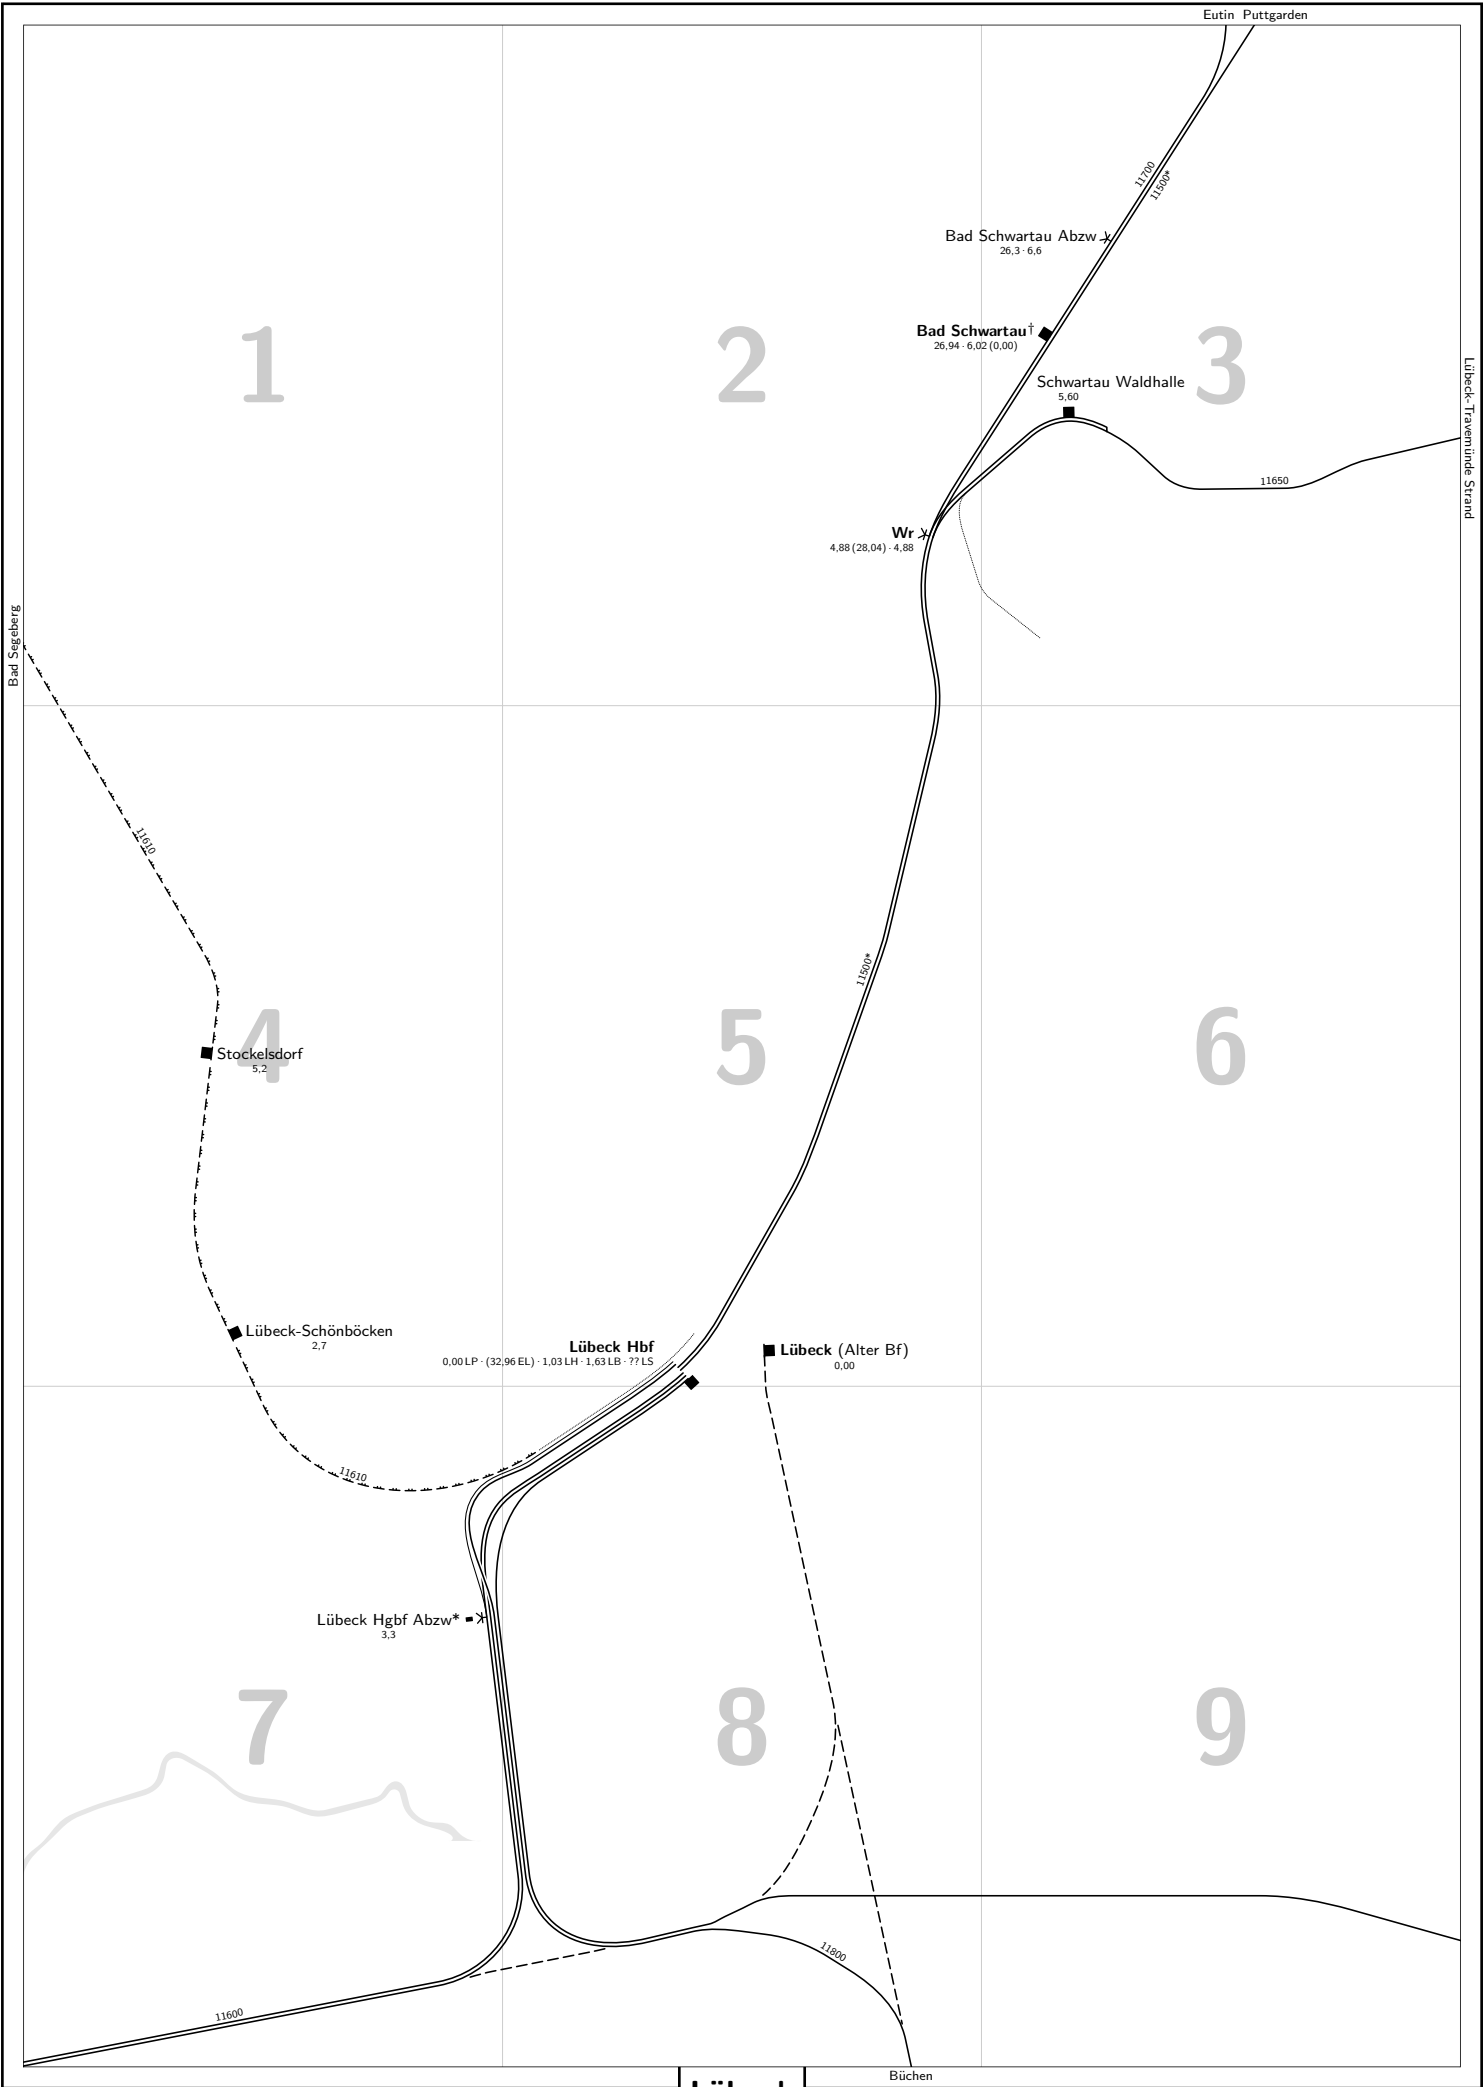 Eutin Puttgarden
11700
11500*
Bad Schwartau Abzw
26,3 · 6,6
1
2
3
Bad Schwartau†
26,94 · 6,02 (0,00)
Schwartau Waldhalle
5,60
Lübeck-Travemünde Strand
11650
Wr
4,88 (28,04) · 4,88
Bad Segeberg
11610
11500*
4
5
6
Stockelsdorf
5,2
Lübeck-Schönböcken
2,7
Lübeck Hbf
0,00 LP · (32,96 EL) · 1,03 LH · 1,63 LB · ?? LS
Lübeck (Alter Bf)
0,00
11610
Lübeck Hgbf Abzw*
3,3
7
8
9
11800
11600
Büchen